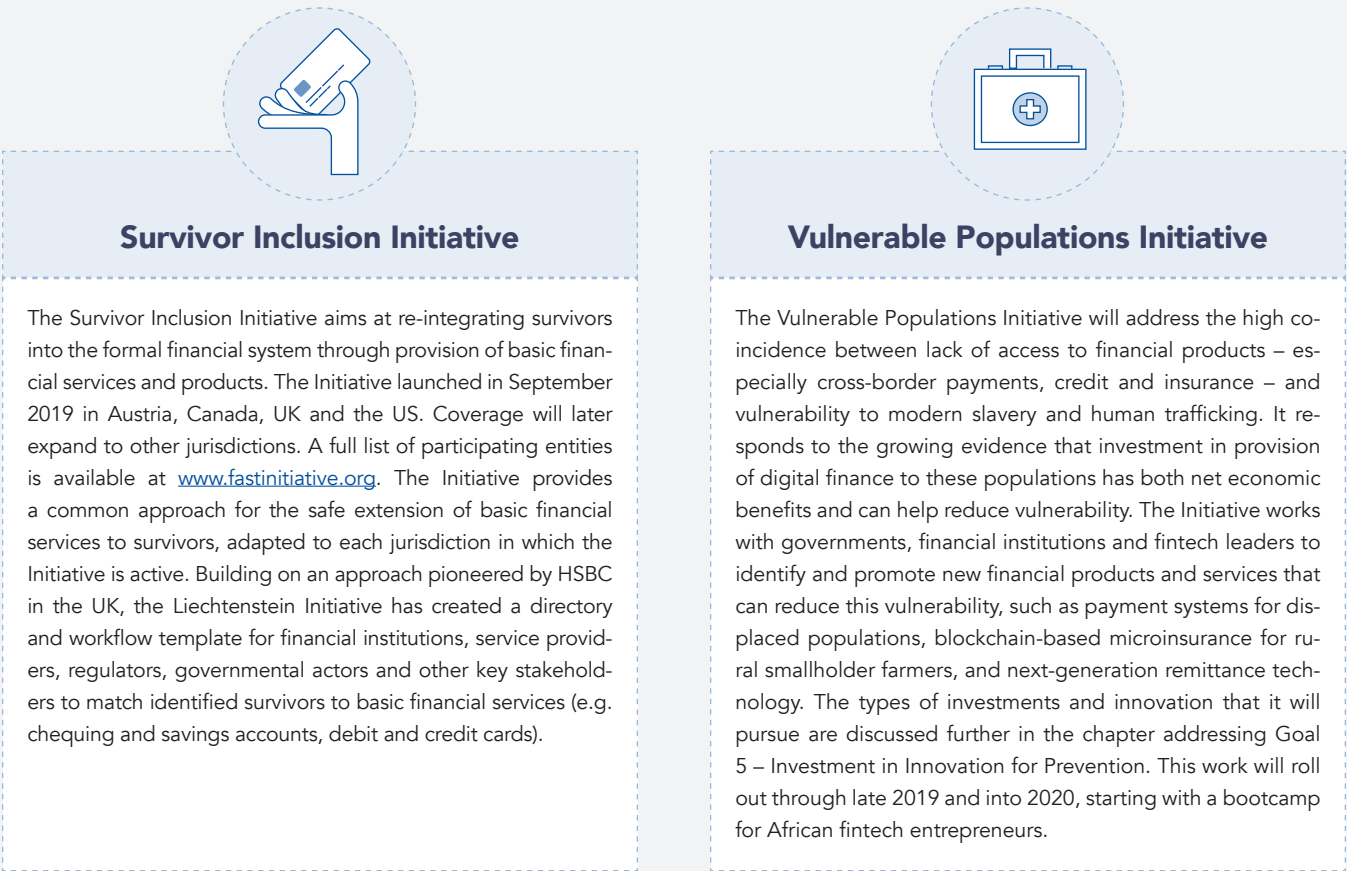 Survivor Inclusion Initiative
The Survivor Inclusion Initiative aims at re-integrating survivors
into the formal financial system through provision of basic finan-
cial services and products. The Initiative launched in September
2019 in Austria, Canada, UK and the US. Coverage will later
expand to other jurisdictions. A full list of participating entities
is available at www.fastinitiative.org. The Initiative provides
a common approach for the safe extension of basic financial
services to survivors, adapted to each jurisdiction in which the
Initiative is active. Building on an approach pioneered by HSBC
in the UK, the Liechtenstein Initiative has created a directory
and workflow template for financial institutions, service provid-
ers, regulators, governmental actors and other key stakehold-
ers to match identified survivors to basic financial services (e.g.
chequing and savings accounts, debit and credit cards).
Vulnerable Populations Initiative
The Vulnerable Populations Initiative will address the high co-
incidence between lack of access to financial products – es-
pecially cross-border payments, credit and insurance – and
vulnerability to modern slavery and human trafficking. It re-
sponds to the growing evidence that investment in provision
of digital finance to these populations has both net economic
benefits and can help reduce vulnerability. The Initiative works
with governments, financial institutions and fintech leaders to
identify and promote new financial products and services that
can reduce this vulnerability, such as payment systems for dis-
placed populations, blockchain-based microinsurance for ru-
ral smallholder farmers, and next-generation remittance tech-
nology. The types of investments and innovation that it will
pursue are discussed further in the chapter addressing Goal
5 – Investment in Innovation for Prevention. This work will roll
out through late 2019 and into 2020, starting with a bootcamp
for African fintech entrepreneurs.